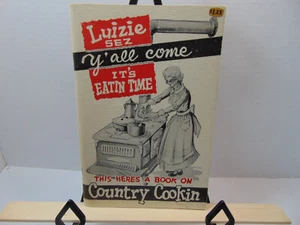 Luizie
SEZ
y'all come
IT'S
EATIN TIME
THIS HERE'S A BOOK ON
Country Cookin